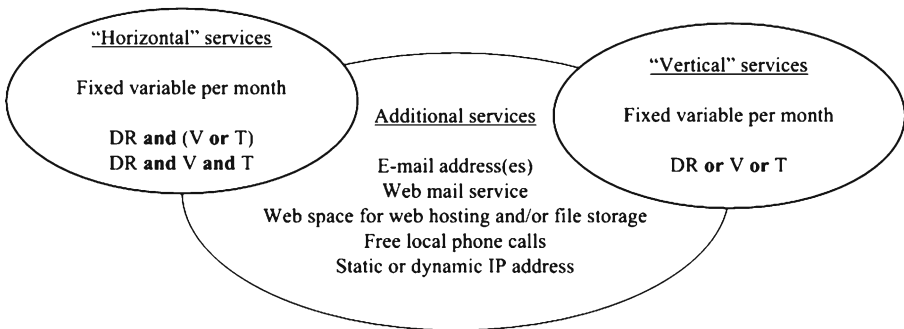 “Horizontal” services
Fixed variable per month
DR and (V or T)
DR and V and T
Additional services
E-mail address(es)
Web mail service
Web space for web hosting and/or file storage
Free local phone calls
Static or dynamic IP address
“Vertical” services
Fixed variable per month
DR or V or T